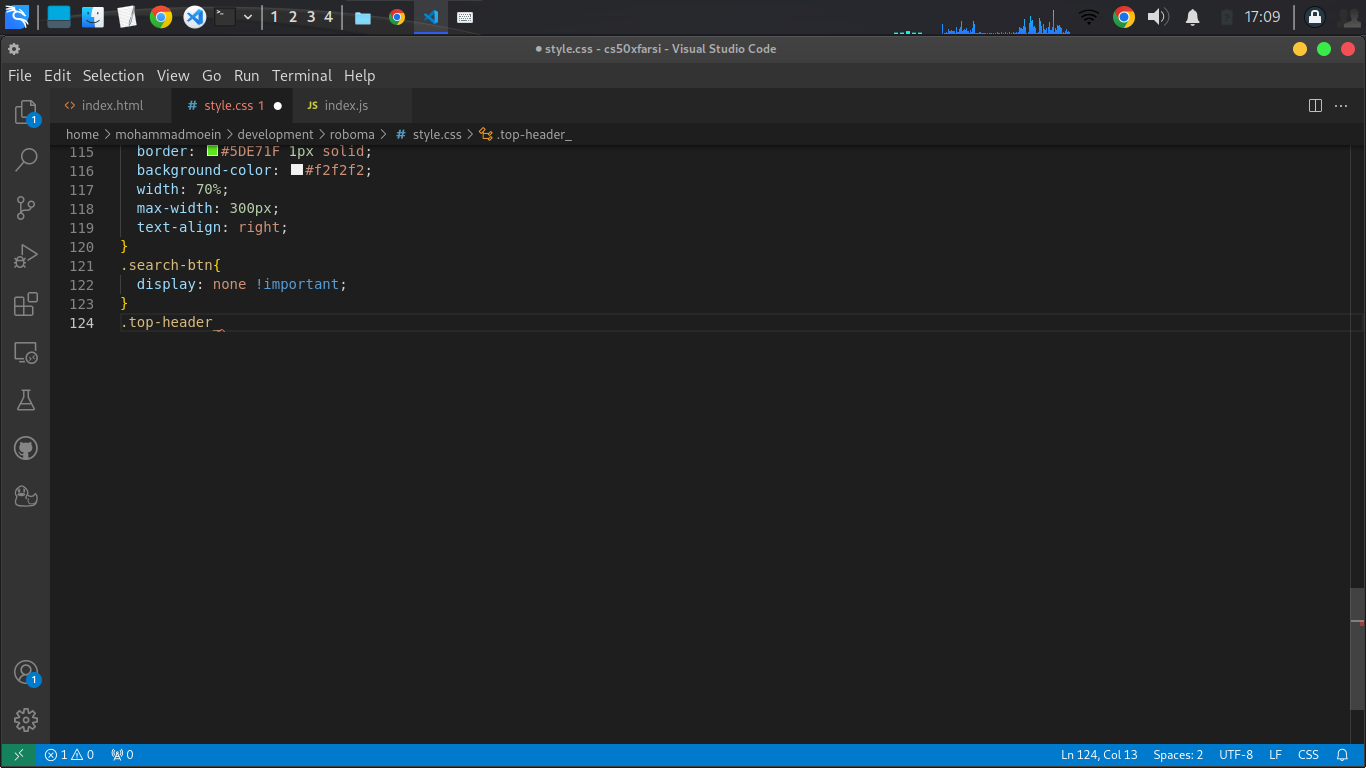 1 2 3 4 17:09
style.css - cs50xfarsi - Visual Studio Code
File Edit Selection View Go Run Terminal Help
index.html # style.css 1 JS index.js
home > mohammadmoein > development > roboma > # style.css > .top-header_
115 border: #5DE71F 1px solid;
116 background-color: #f2f2f2;
117 width: 70%;
118 max-width: 300px;
119 text-align: right;
120 }
121 .search-btn{
122 display: none !important;
123 }
124 .top-header_
1
1
1 0 0 Ln 124, Col 13 Spaces: 2 UTF-8 LF CSS